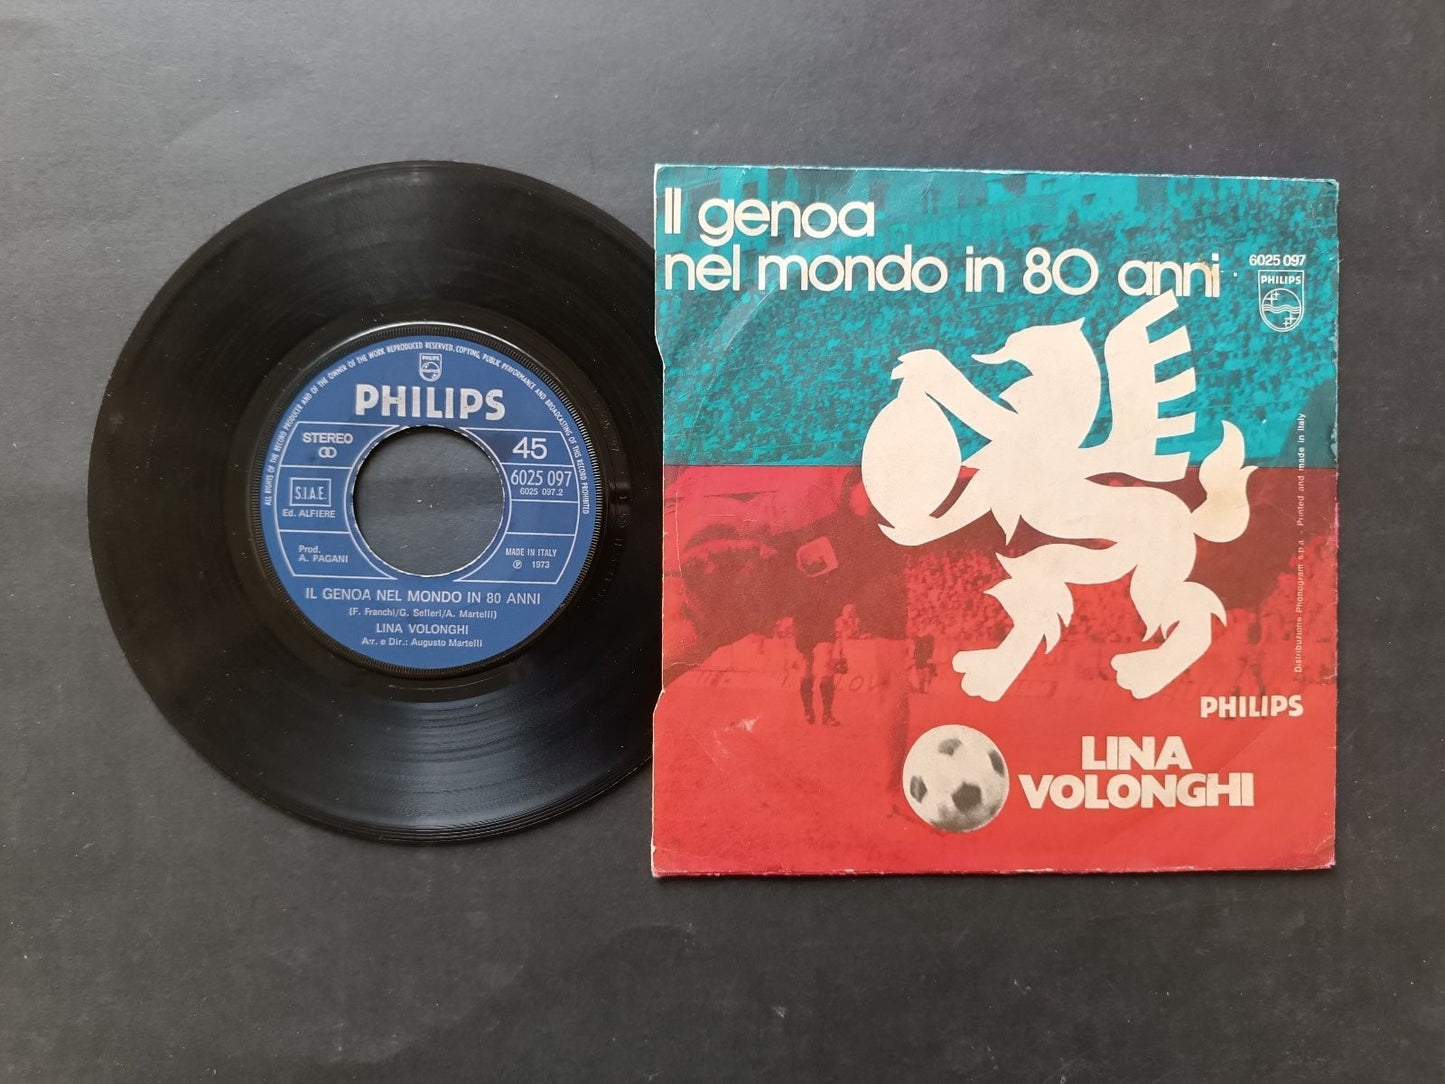 ALL RIGHTS OF THE RECORD PRODUCER AND OF THE OWNER OF THE WORK REPRODUCED RESERVED, COPYING, PUBLIC PERFORMANCE AND BROADCASTING OF THIS RECORD PROHIBITED
PHILIPS
PHILIPS
STEREO
45
6025 097
6025 097.2
S.I.A.E.
Ed. ALFIERE
Prod.
A. PAGANI
MADE IN ITALY
Ⓟ 1973
IL GENOA NEL MONDO IN 80 ANNI
(F. Franchi/G. Selleri/A. Martelli)
LINA VOLONGHI
Arr. e Dir.: Augusto Martelli
Il genoa
nel mondo in 80 anni
6025 097
PHILIPS
Distribuzione Phonogram s.p.a. - Printed and made in Italy
PHILIPS
LINA
VOLONGHI